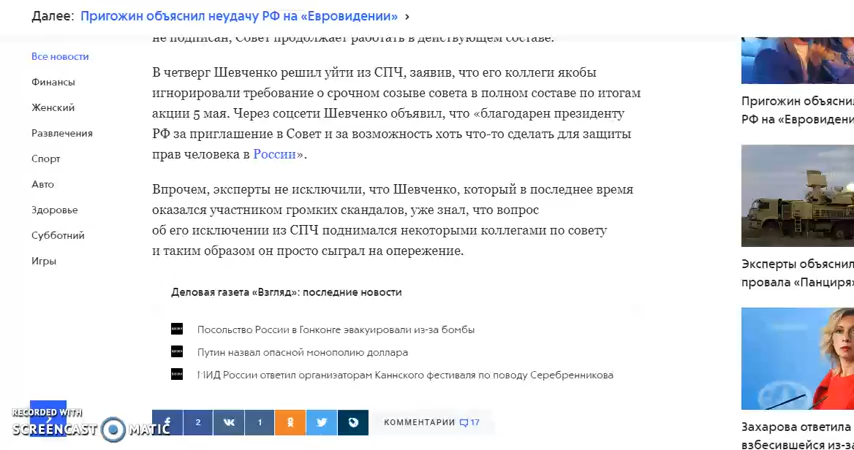 Далее: Пригожин объяснил неудачу РФ на «Евровидении» ›
не подписан, Совет продолжает работать в действующем составе.
Все новости
Финансы
Женский
Развлечения
Спорт
Авто
Здоровье
Субботний
Игры
В четверг Шевченко решил уйти из СПЧ, заявив, что его коллеги якобы
игнорировали требование о срочном созыве совета в полном составе по итогам
акции 5 мая. Через соцсети Шевченко объявил, что «благодарен президенту
РФ за приглашение в Совет и за возможность хоть что-то сделать для защиты
прав человека в России».
Впрочем, эксперты не исключили, что Шевченко, который в последнее время
оказался участником громких скандалов, уже знал, что вопрос
об его исключении из СПЧ поднимался некоторыми коллегами по совету
и таким образом он просто сыграл на опережение.
Деловая газета «Взгляд»: последние новости
Посольство России в Гонконге эвакуировали из-за бомбы
Путин назвал опасной монополию доллара
МИД России ответил организаторам Каннского фестиваля по поводу Серебренникова
2
1
КОММЕНТАРИИ 17
Пригожин объяснил
РФ на «Евровидени
Эксперты объяснил
провала «Панциря»
Захарова ответила
взбесившейся из-за
RECORDED WITH
SCREENCAST MATIC